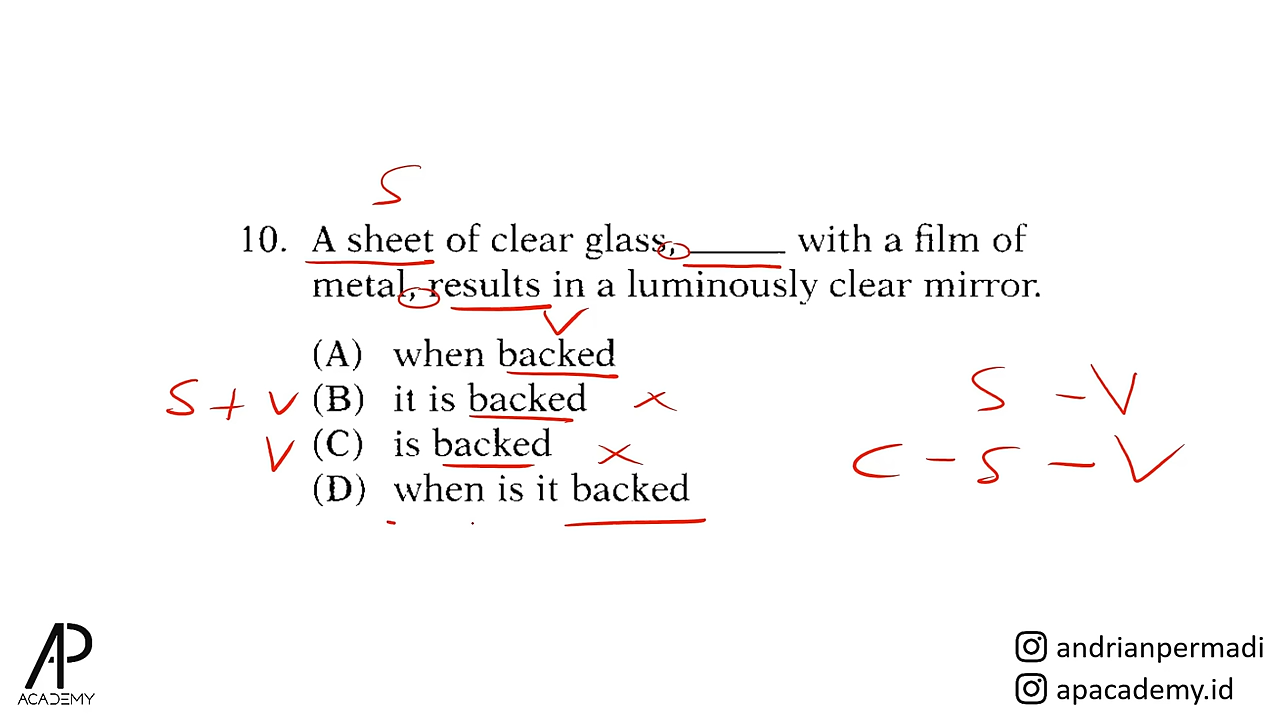 S
10. A sheet of clear glass, ______ with a film of
metal, results in a luminously clear mirror.
V
(A) when backed
S + V (B) it is backed x
V (C) is backed x
(D) when is it backed
S - V
C - S - V
AP
ACADEMY
andrianpermadi
apacademy.id